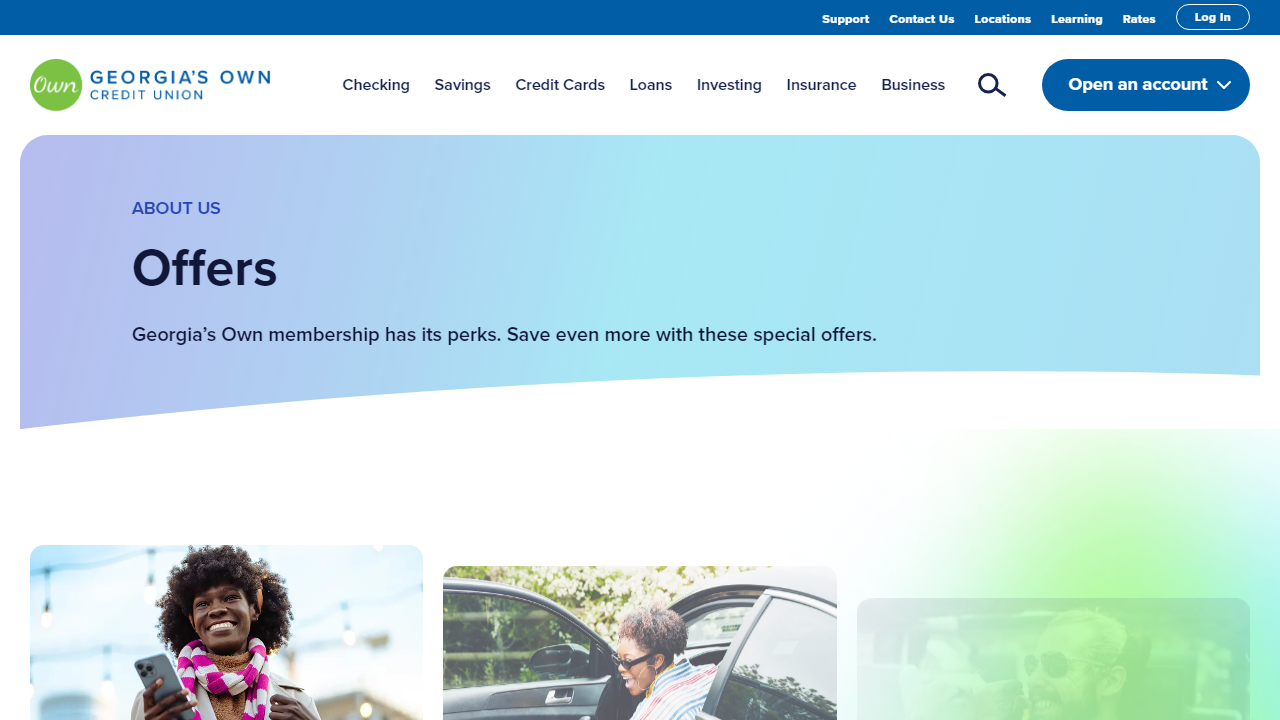 Support Contact Us Locations Learning Rates Log In
Own GEORGIA'S OWN
CREDIT UNION
Checking Savings Credit Cards Loans Investing Insurance Business Open an account
ABOUT US
Offers
Georgia’s Own membership has its perks. Save even more with these special offers.